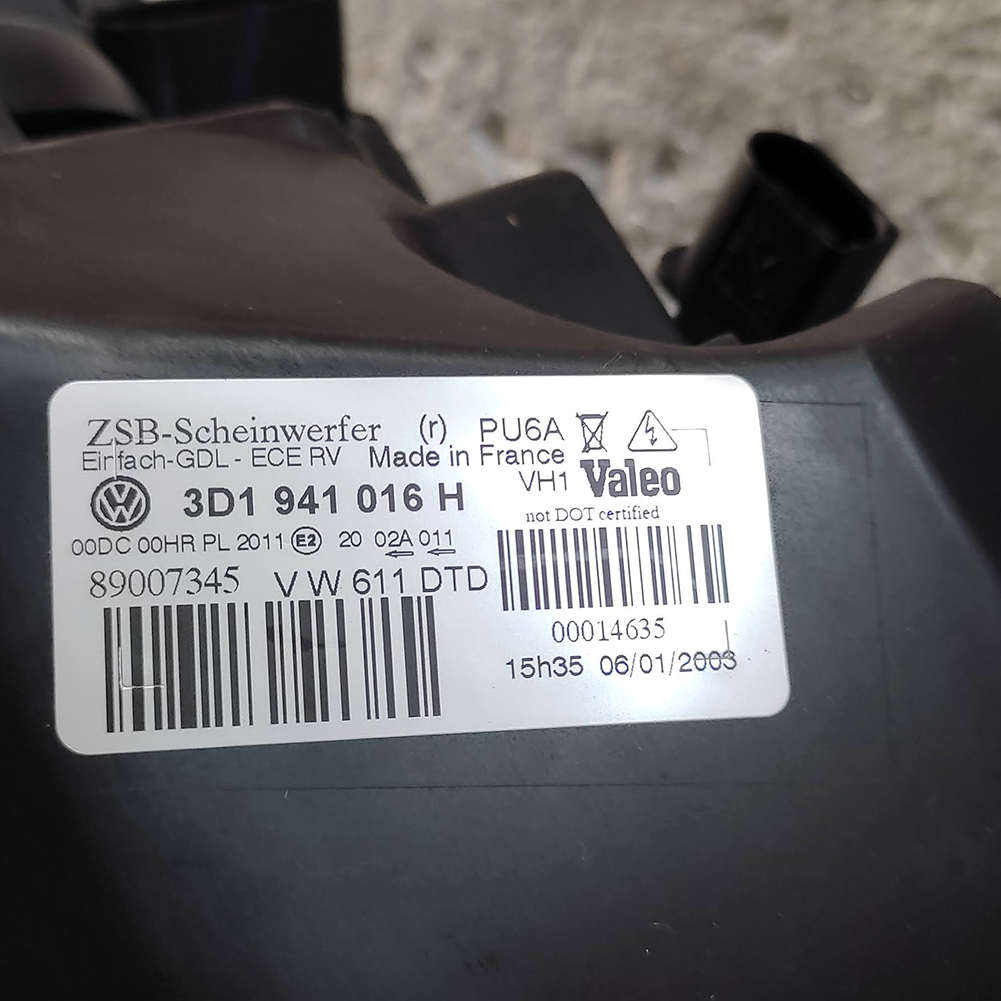 ZSB-Scheinwerfer (r) PU6A
Einfach-GDL - ECE RV Made in France
VH1 Valeo
3D1 941 016 H
not DOT certified
00DC 00HR PL 2011 E2 20 02A 011
89007345 VW 611 DTD
00014635
15h35 06/01/2003